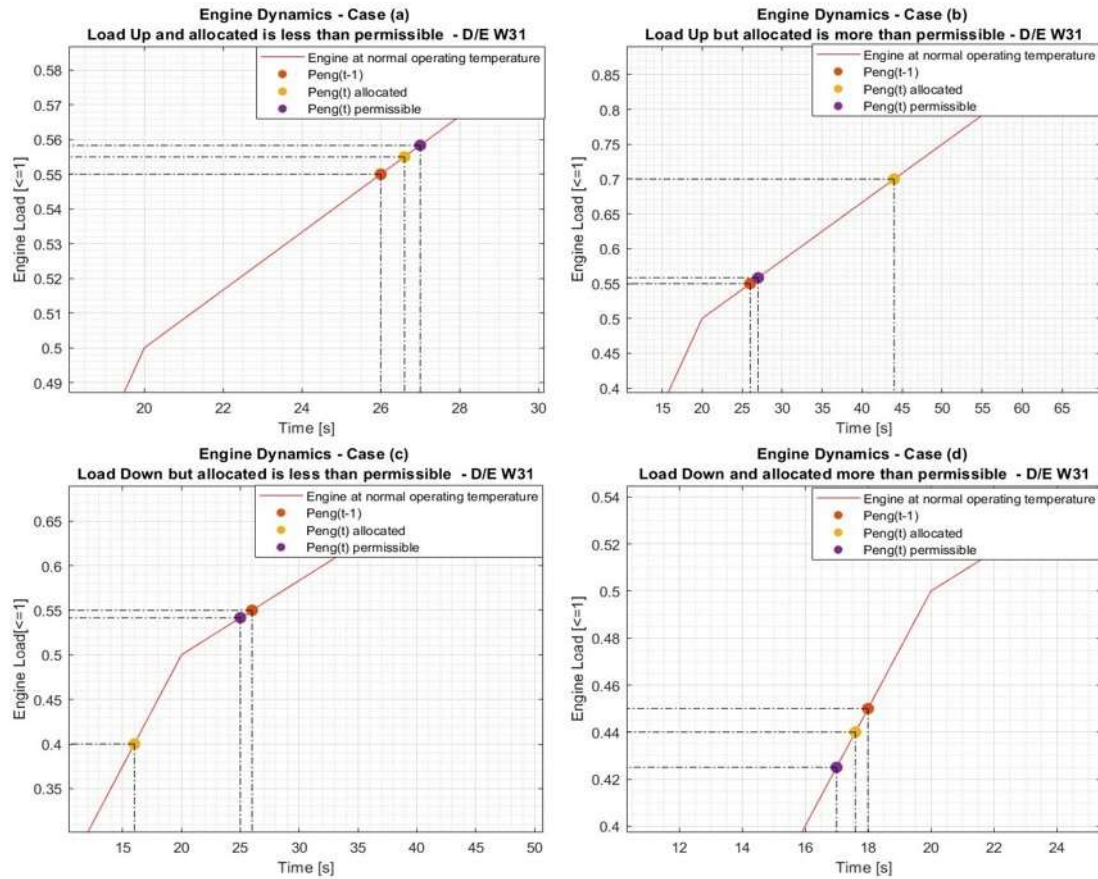 Engine Dynamics - Case (a)
Load Up and allocated is less than permissible - D/E W31
Engine at normal operating temperature
Peng(t-1)
Peng(t) allocated
Peng(t) permissible
Engine Load [<=1]
0.58
0.57
0.56
0.55
0.54
0.53
0.52
0.51
0.5
0.49
20
22
24
26
28
30
Time [s]
Engine Dynamics - Case (b)
Load Up but allocated is more than permissible - D/E W31
Engine at normal operating temperature
Peng(t-1)
Peng(t) allocated
Peng(t) permissible
Engine Load [<=1]
0.85
0.8
0.75
0.7
0.65
0.6
0.55
0.5
0.45
0.4
15
20
25
30
35
40
45
50
55
60
65
Time [s]
Engine Dynamics - Case (c)
Load Down but allocated is less than permissible - D/E W31
Engine at normal operating temperature
Peng(t-1)
Peng(t) allocated
Peng(t) permissible
Engine Load[<=1]
0.65
0.6
0.55
0.5
0.45
0.4
0.35
15
20
25
30
35
40
45
50
Time [s]
Engine Dynamics - Case (d)
Load Down and allocated more than permissible - D/E W31
Engine at normal operating temperature
Peng(t-1)
Peng(t) allocated
Peng(t) permissible
Engine Load [<=1]
0.54
0.52
0.5
0.48
0.46
0.44
0.42
0.4
12
14
16
18
20
22
24
Time [s]